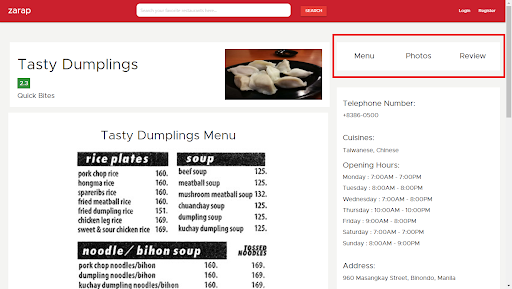 zarap
Search your favorite restaurant here...
SEARCH
Login
Register
Tasty Dumplings
2.3
Quick Bites
Menu
Photos
Review
Tasty Dumplings Menu
rice plates
pork chop rice 160.
hongma rice 160.
spareribs rice 160.
fried meatball rice 160.
fried dumpling rice 151.
chicken leg rice 169.
sweet & sour chicken rice 169.
soup
beef soup 125.
meatball soup 125.
mushroom meatball soup 132.
chuanchay soup 125.
dumpling soup 125.
kuchay dumpling soup 125.
noodle / bihon soup
TOSSED
NOODLES
pork chop noodles/bihon 160. 169.
dumpling noodles/bihon 160. 169.
kuchay dumpling noodles/bihon 160. 169.
Telephone Number:
+8386-0500
Cuisines:
Taiwanese, Chinese
Opening Hours:
Monday : 7:00AM - 7:00PM
Tuesday : 8:00AM - 8:00PM
Wednesday : 7:00AM - 7:00PM
Thursday : 10:00AM - 10:00PM
Friday : 9:00AM - 8:00PM
Saturday : 7:00AM - 7:00PM
Sunday : 8:00AM - 9:00PM
Address:
960 Masangkay Street, Binondo, Manila